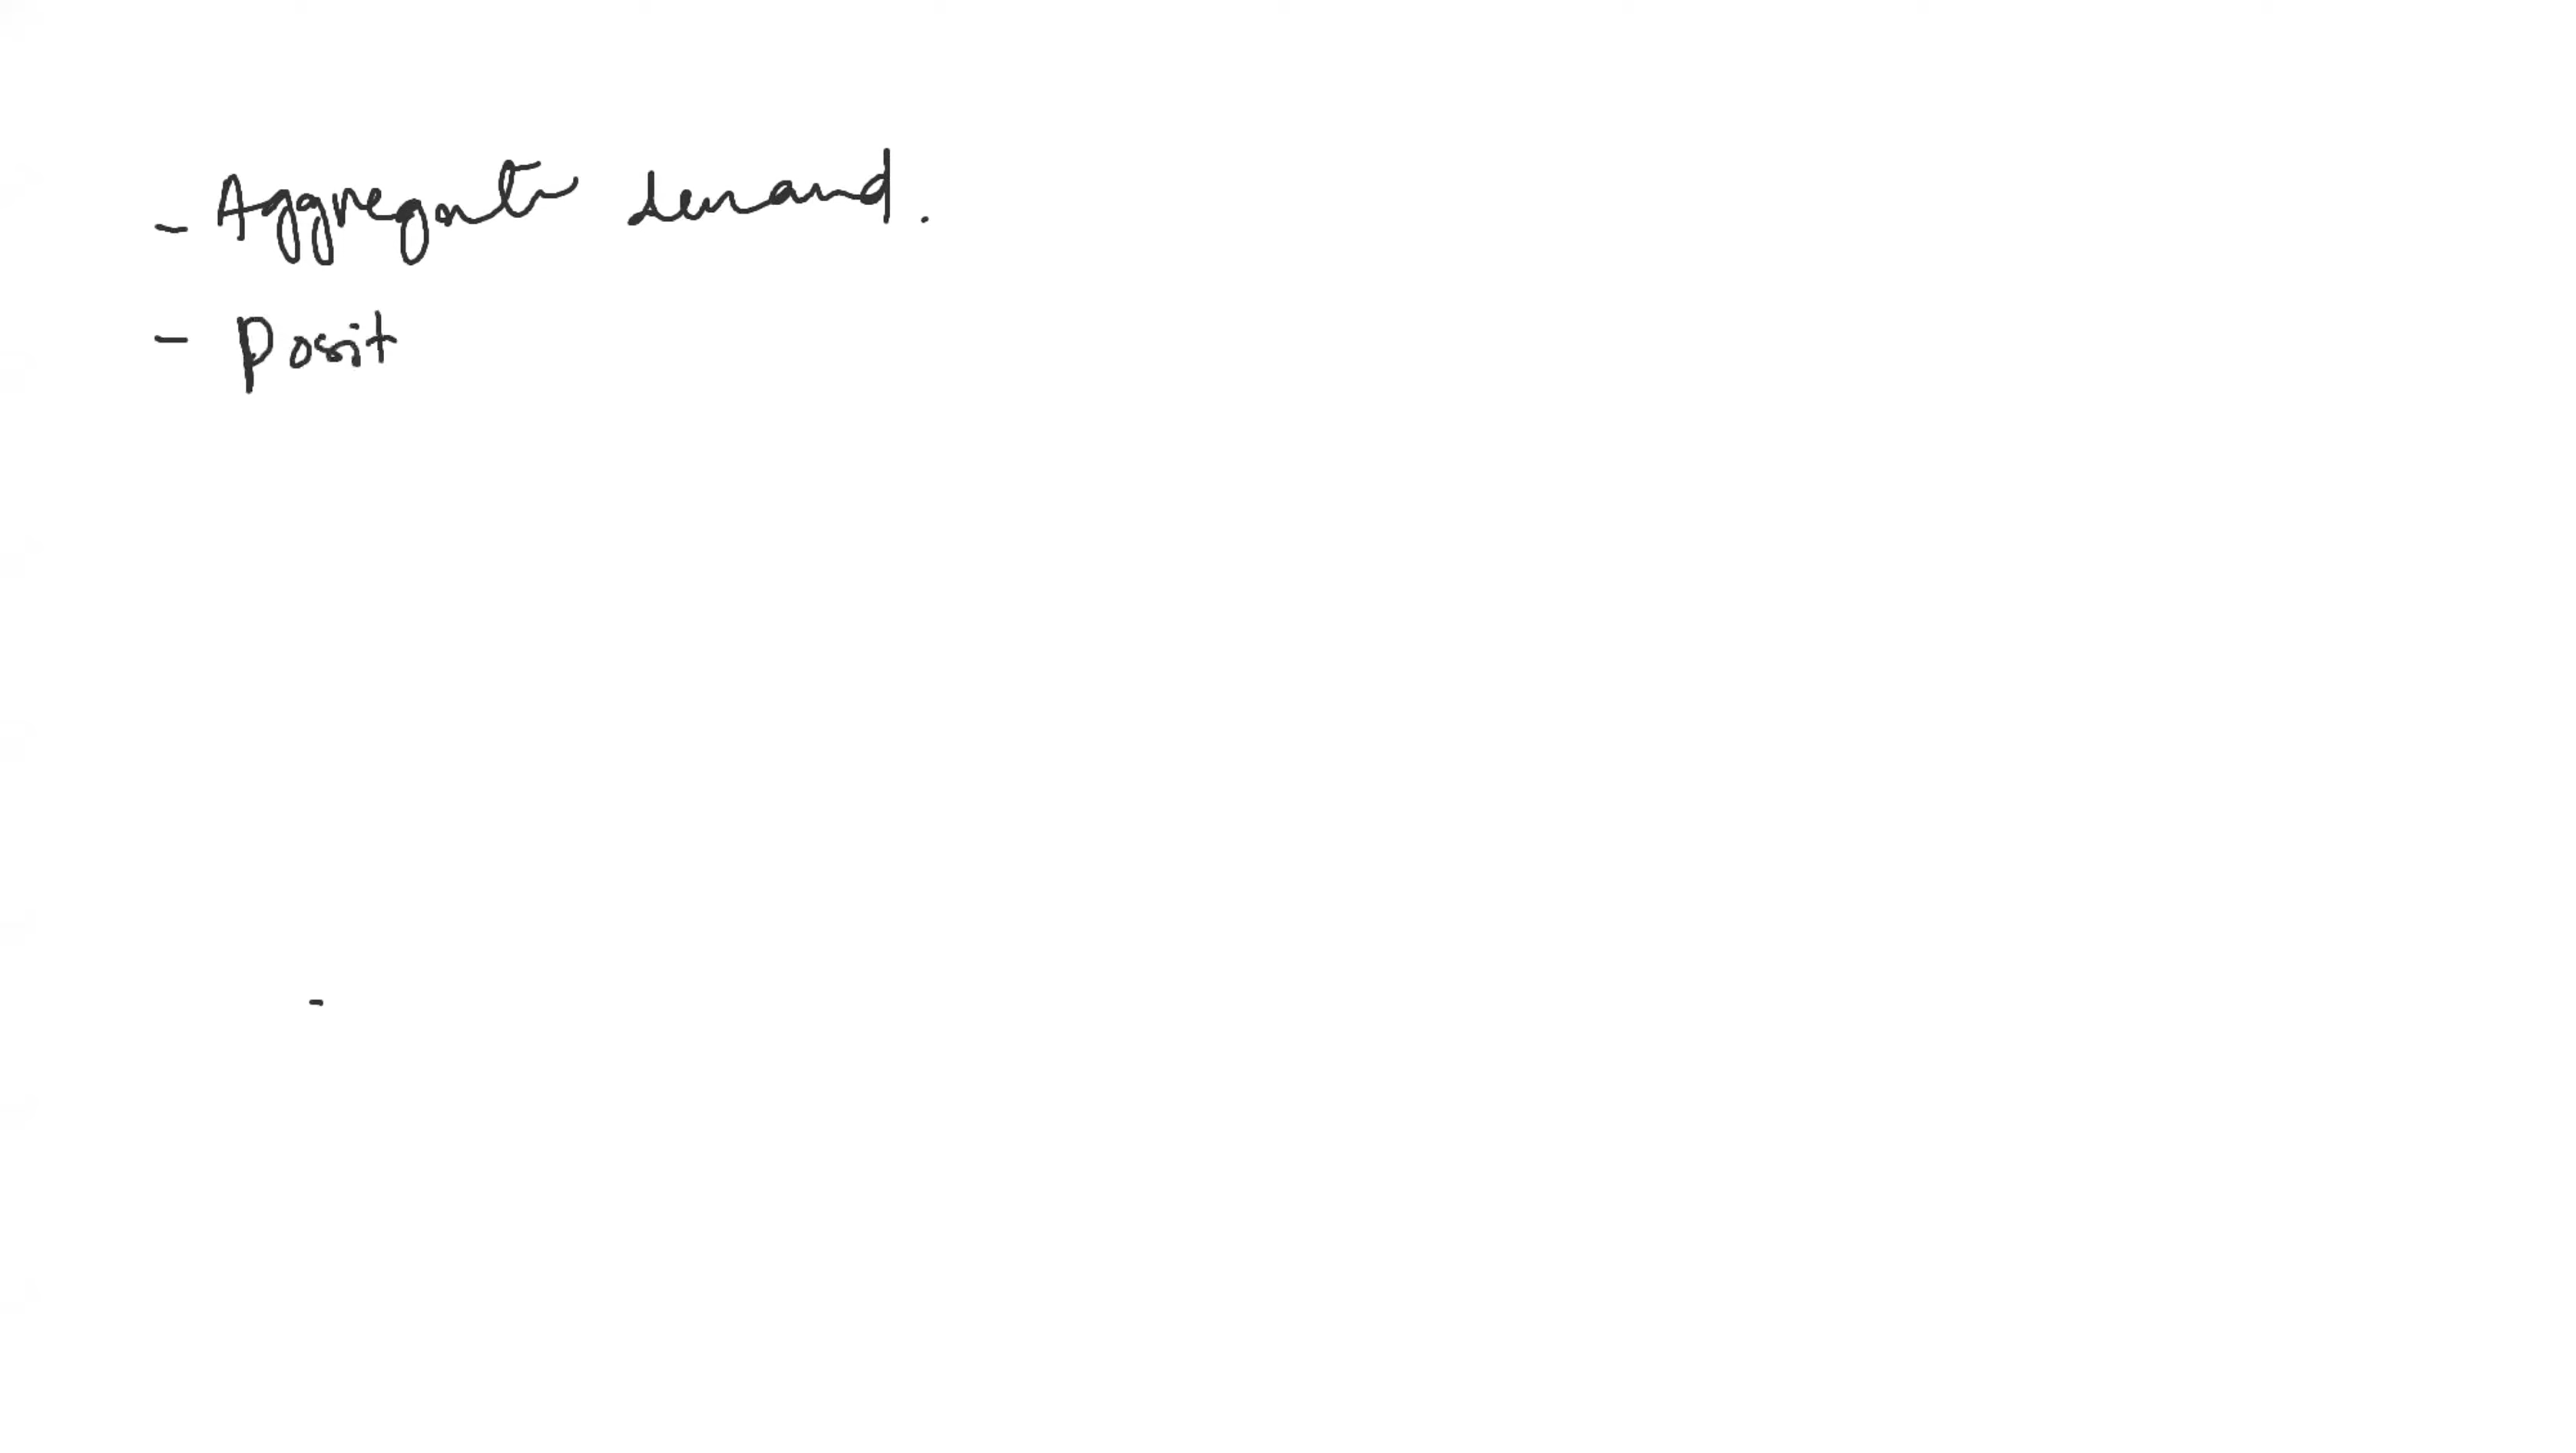 - Aggregate demand.
- Posit
-